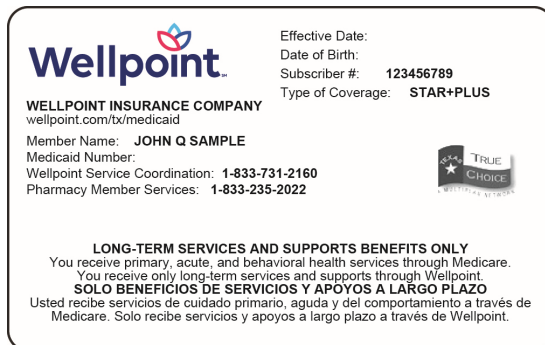 Wellpoint SM
Effective Date:
Date of Birth:
Subscriber #: 123456789
Type of Coverage: STAR+PLUS
WELLPOINT INSURANCE COMPANY
wellpoint.com/tx/medicaid
Member Name: JOHN Q SAMPLE
Medicaid Number:
Wellpoint Service Coordination: 1-833-731-2160
Pharmacy Member Services: 1-833-235-2022
TEXAS TRUE
CHOICE
A MULTIPLAN NETWORK
LONG-TERM SERVICES AND SUPPORTS BENEFITS ONLY
You receive primary, acute, and behavioral health services through Medicare.
You receive only long-term services and supports through Wellpoint.
SOLO BENEFICIOS DE SERVICIOS Y APOYOS A LARGO PLAZO
Usted recibe servicios de cuidado primario, aguda y del comportamiento a través de
Medicare. Solo recibe servicios y apoyos a largo plazo a través de Wellpoint.